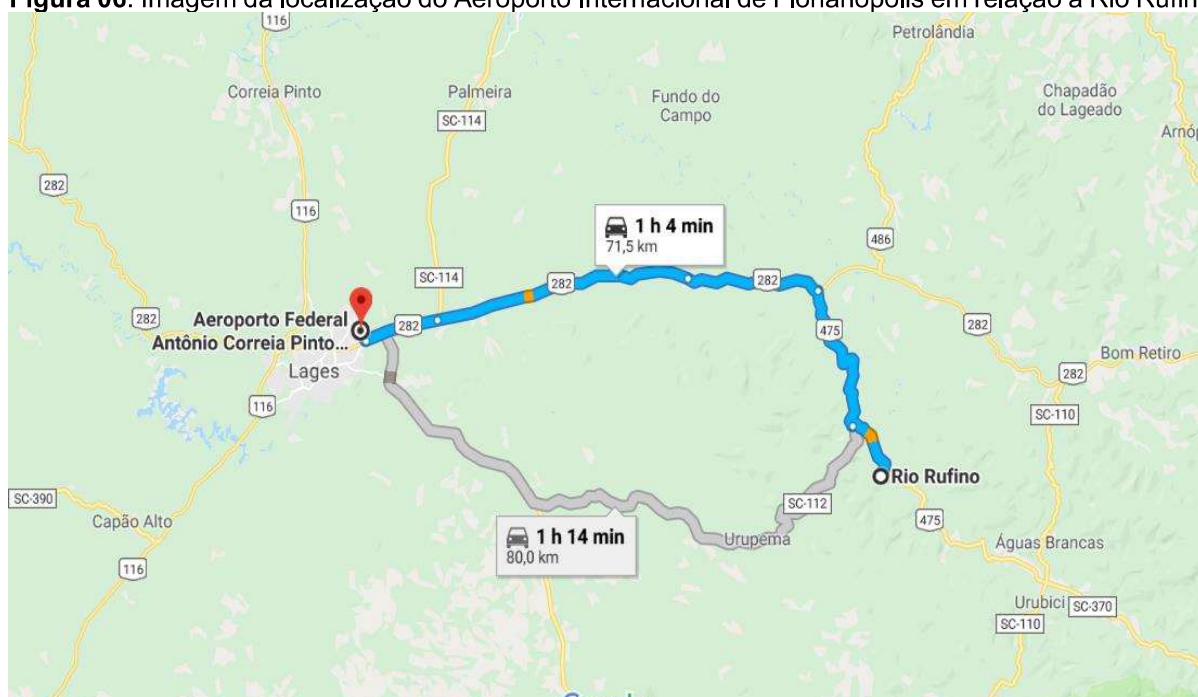 Figura 06. Imagem da localização do Aeroporto Internacional de Florianópolis em relação a Rio Rufin
116
Petrolândia
Correia Pinto
Palmeira
Fundo do
Campo
Chapadão
do Lageado
SC-114
282
116
1 h 4 min
71,5 km
486
SC-114
282
282
282
Aeroporto Federal
Antônio Correia Pinto...
282
475
282
Bom Retiro
Lages
282
116
SC-110
SC-390
Rio Rufino
SC-112
Capão Alto
475
1 h 14 min
80,0 km
Urupema
Águas Brancas
116
Urubici
SC-370
SC-110